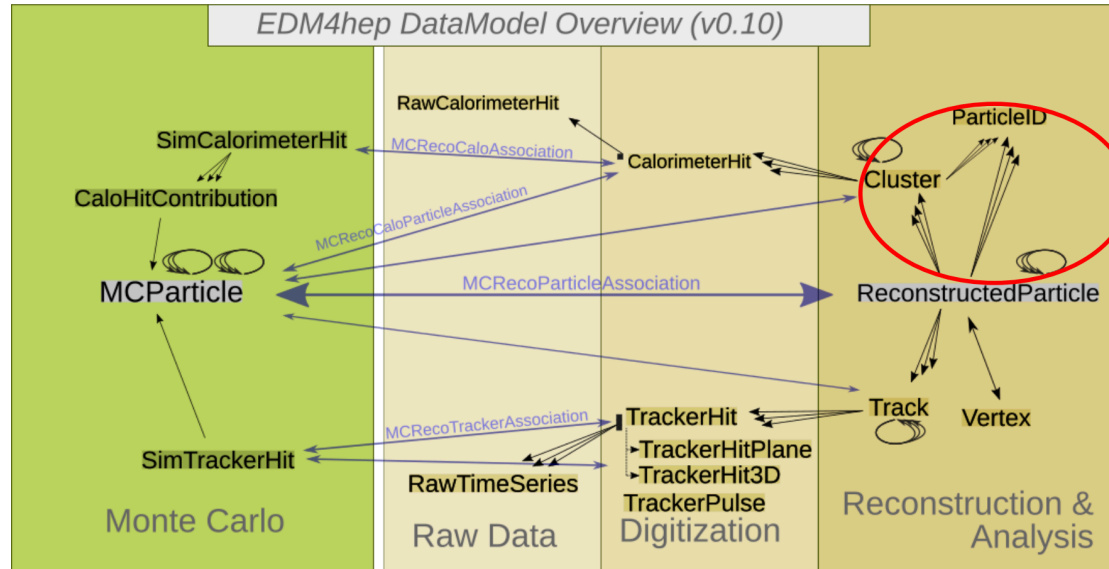 EDM4hep DataModel Overview (v0.10)
RawCalorimeterHit
ParticleID
SimCalorimeterHit
MCRecoCaloAssociation
CalorimeterHit
Cluster
CaloHitContribution
MCRecoCaloParticleAssociation
MCParticle
MCRecoParticleAssociation
ReconstructedParticle
MCRecoTrackerAssociation
TrackerHit
Track
Vertex
TrackerHitPlane
SimTrackerHit
TrackerHit3D
RawTimeSeries
TrackerPulse
Monte Carlo
Raw Data
Digitization
Reconstruction &
Analysis